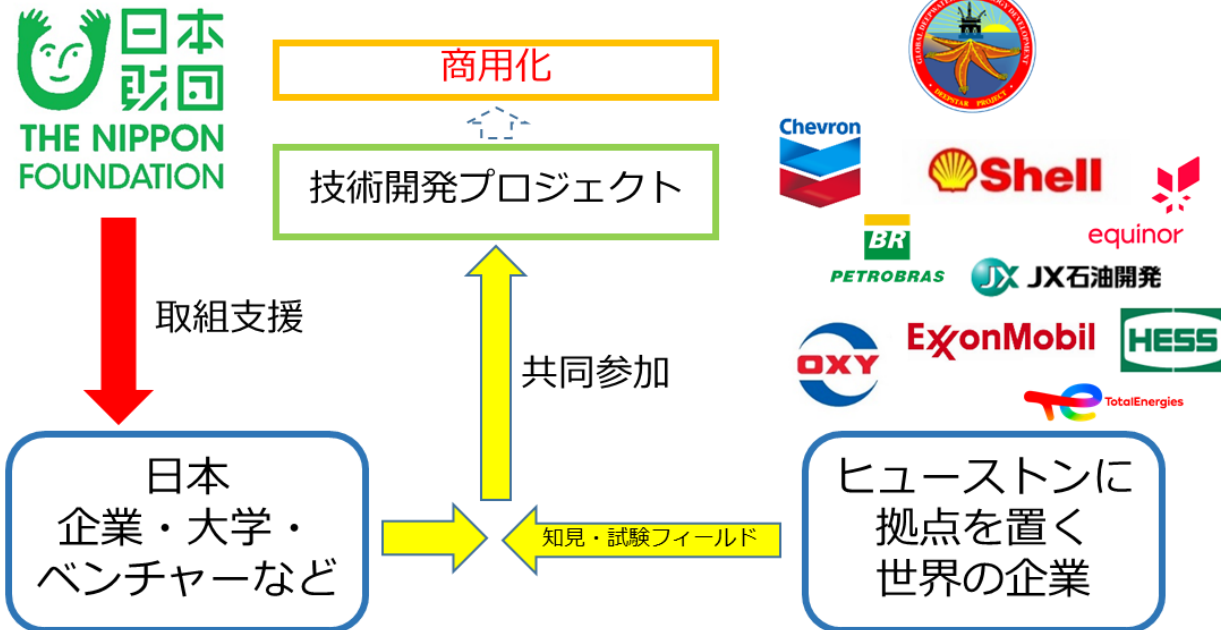 日本
財団
THE NIPPON
FOUNDATION
商用化
技術開発プロジェクト
取組支援
共同参加
日本
企業・大学・
ベンチャーなど
知見・試験フィールド
ヒューストンに
拠点を置く
世界の企業
DEEPSTAR PROJECT
Chevron
Shell
equinor
BR
PETROBRAS
JX JX石油開発
OXY
ExxonMobil
HESS
TotalEnergies